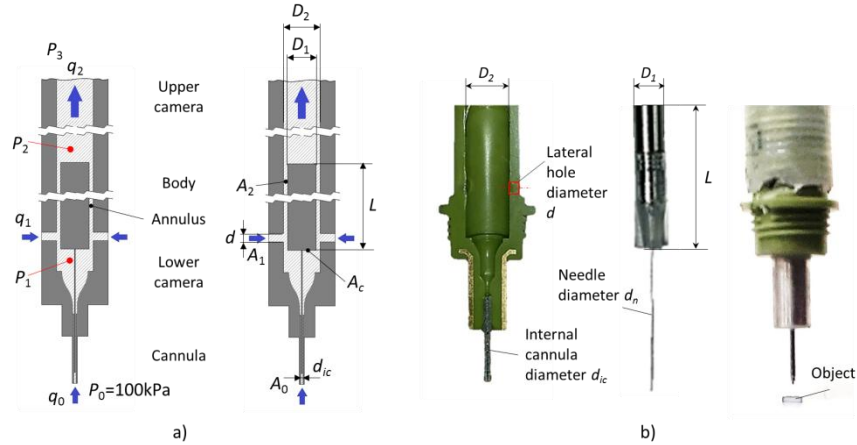 P3
q2
Upper
camera
P2
Body
Annulus
q1
Lower
camera
P1
Cannula
q0
P0=100kPa
D2
D1
A2
L
d
A1
Ac
dic
A0
a)
D2
Lateral
hole
diameter
d
Internal
cannula
diameter dic
D1
L
Needle
diameter dn
Object
b)